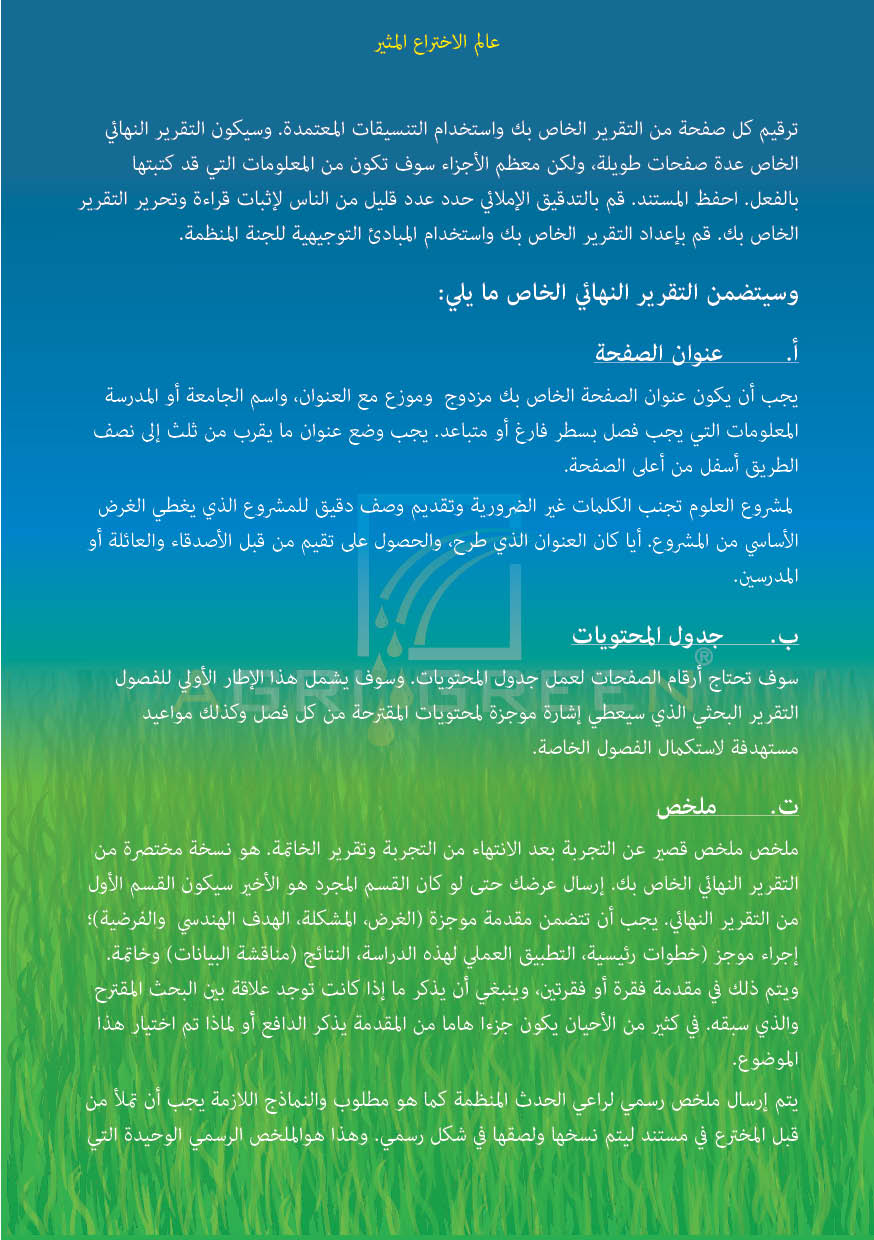 عالم الاختراع المثير
ترقيم كل صفحة من التقرير الخاص بك واستخدام التنسيقات المعتمدة. وسيكون التقرير النهائي
الخاص عدة صفحات طويلة، ولكن معظم الأجزاء سوف تكون من المعلومات التي قد كتبتها
بالفعل. احفظ المستند. قم بالتدقيق الإملائي حدد عدد قليل من الناس لإثبات قراءة وتحرير التقرير
الخاص بك. قم بإعداد التقرير الخاص بك واستخدام المبادئ التوجيهية للجنة المنظمة.
وسيتضمن التقرير النهائي الخاص ما يلي:
أ. عنوان الصفحة
يجب أن يكون عنوان الصفحة الخاص بك مزدوج وموزع مع العنوان، واسم الجامعة أو المدرسة
المعلومات التي يجب فصل بسطر فارغ أو متباعد. يجب وضع عنوان ما يقرب من ثلث إلى نصف
الطريق أسفل من أعلى الصفحة.
لمشروع العلوم تجنب الكلمات غير الضرورية وتقديم وصف دقيق للمشروع الذي يغطي الغرض
الأساسي من المشروع. أيا كان العنوان الذي طرح، والحصول على تقيم من قبل الأصدقاء والعائلة أو
المدرسين.
ب. جدول المحتويات
سوف تحتاج أرقام الصفحات لعمل جدول المحتويات. وسوف يشمل هذا الإطار الأولي للفصول
AGRI GREEN®
التقرير البحثي الذي سيعطي إشارة موجزة لمحتويات المقترحة من كل فصل وكذلك مواعيد
مستهدفة لاستكمال الفصول الخاصة.
ت. ملخص
ملخص ملخص قصير عن التجربة بعد الانتهاء من التجربة وتقرير الخاتمة. هو نسخة مختصرة من
التقرير النهائي الخاص بك. إرسال عرضك حتى لو كان القسم المجرد هو الأخير سيكون القسم الأول
من التقرير النهائي. يجب أن تتضمن مقدمة موجزة (الغرض، المشكلة، الهدف الهندسي والفرضية)؛
إجراء موجز (خطوات رئيسية، التطبيق العملي لهذه الدراسة، النتائج (مناقشة البيانات) وخاتمة.
ويتم ذلك في مقدمة فقرة أو فقرتين، وينبغي أن يذكر ما إذا كانت توجد علاقة بين البحث المقترح
والذي سبقه. في كثير من الأحيان يكون جزءا هاما من المقدمة يذكر الدافع أو لماذا تم اختيار هذا
الموضوع.
يتم إرسال ملخص رسمي لراعي الحدث المنظمة كما هو مطلوب والنماذج اللازمة يجب أن تملأ من
قبل المخترع في مستند ليتم نسخها ولصقها في شكل رسمي. وهذا هوالملخص الرسمي الوحيدة التي